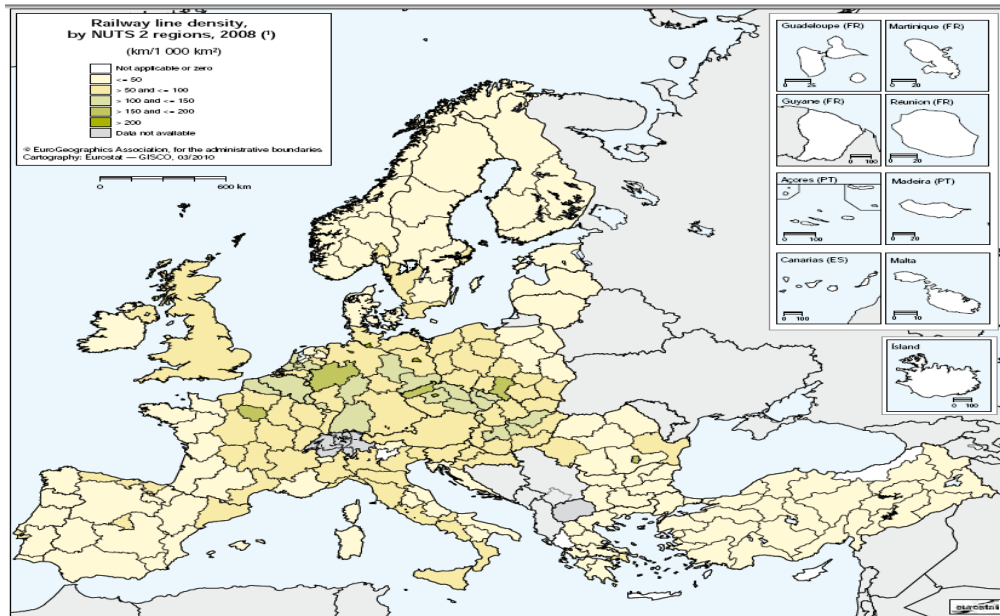 Railway line density,
by NUTS 2 regions, 2008 (¹)
(km/1 000 km²)
Not applicable or zero
<= 50
> 50 and <= 100
> 100 and <= 150
> 150 and <= 200
> 200
Data not available
© EuroGeographics Association, for the administrative boundaries
Cartography: Eurostat — GISCO, 03/2010
0 600 km
Guadeloupe (FR)
0 25
Martinique (FR)
0 20
Guyane (FR)
0 100
Réunion (FR)
0 20
Açores (PT)
0 100
Madeira (PT)
0 20
Canarias (ES)
0 100
Malta
0 10
Ísland
0 100
eurostat